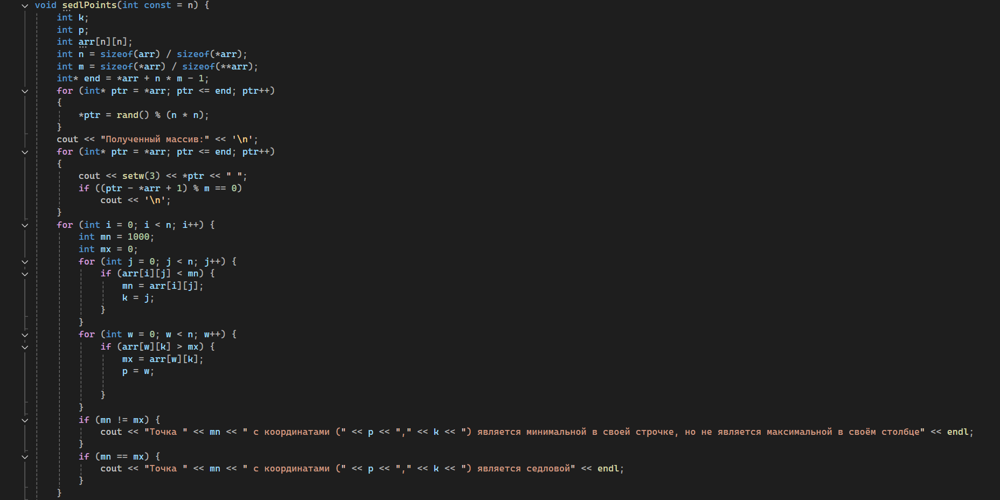 void sedlPoints(int const = n) {
    int k;
    int p;
    int arr[n][n];
    int n = sizeof(arr) / sizeof(*arr);
    int m = sizeof(*arr) / sizeof(**arr);
    int* end = *arr + n * m - 1;
    for (int* ptr = *arr; ptr <= end; ptr++)
    {
        *ptr = rand() % (n * n);
    }
    cout << "Полученный массив:" << '\n';
    for (int* ptr = *arr; ptr <= end; ptr++)
    {
        cout << setw(3) << *ptr << " ";
        if ((ptr - *arr + 1) % m == 0)
            cout << '\n';
    }
    for (int i = 0; i < n; i++) {
        int mn = 1000;
        int mx = 0;
        for (int j = 0; j < n; j++) {
            if (arr[i][j] < mn) {
                mn = arr[i][j];
                k = j;
            }
        }
        for (int w = 0; w < n; w++) {
            if (arr[w][k] > mx) {
                mx = arr[w][k];
                p = w;

            }
        }
        if (mn != mx) {
            cout << "Точка " << mn << " с координатами (" << p << "," << k << ") является минимальной в своей строчке, но не является максимальной в своём столбце" << endl;
        }
        if (mn == mx) {
            cout << "Точка " << mn << " с координатами (" << p << "," << k << ") является седловой" << endl;
        }
    }